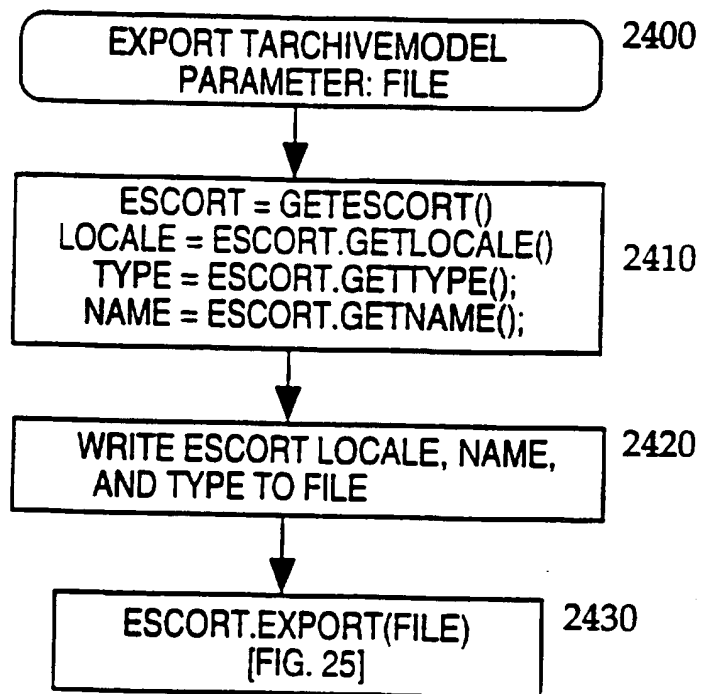 EXPORT TARCHIVEMODEL
PARAMETER: FILE
2400
ESCORT = GETESCORT()
LOCALE = ESCORT.GETLOCALE()
TYPE = ESCORT.GETTYPE();
NAME = ESCORT.GETNAME();
2410
WRITE ESCORT LOCALE, NAME,
AND TYPE TO FILE
2420
ESCORT.EXPORT(FILE)
[FIG. 25]
2430